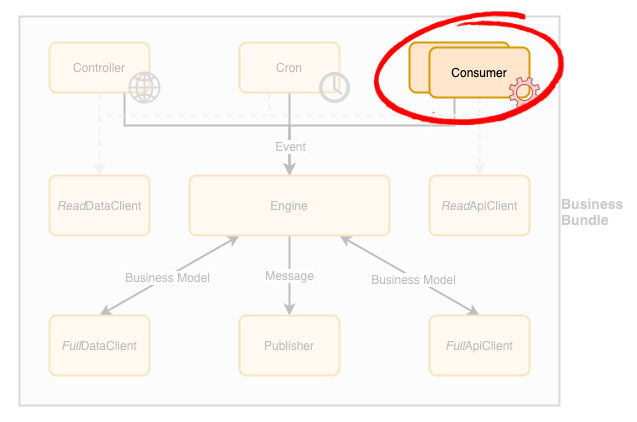 Controller
Cron
Consumer
Event
ReadDataClient
Engine
ReadApiClient
Business
Bundle
Business Model
Message
Business Model
FullDataClient
Publisher
FullApiClient